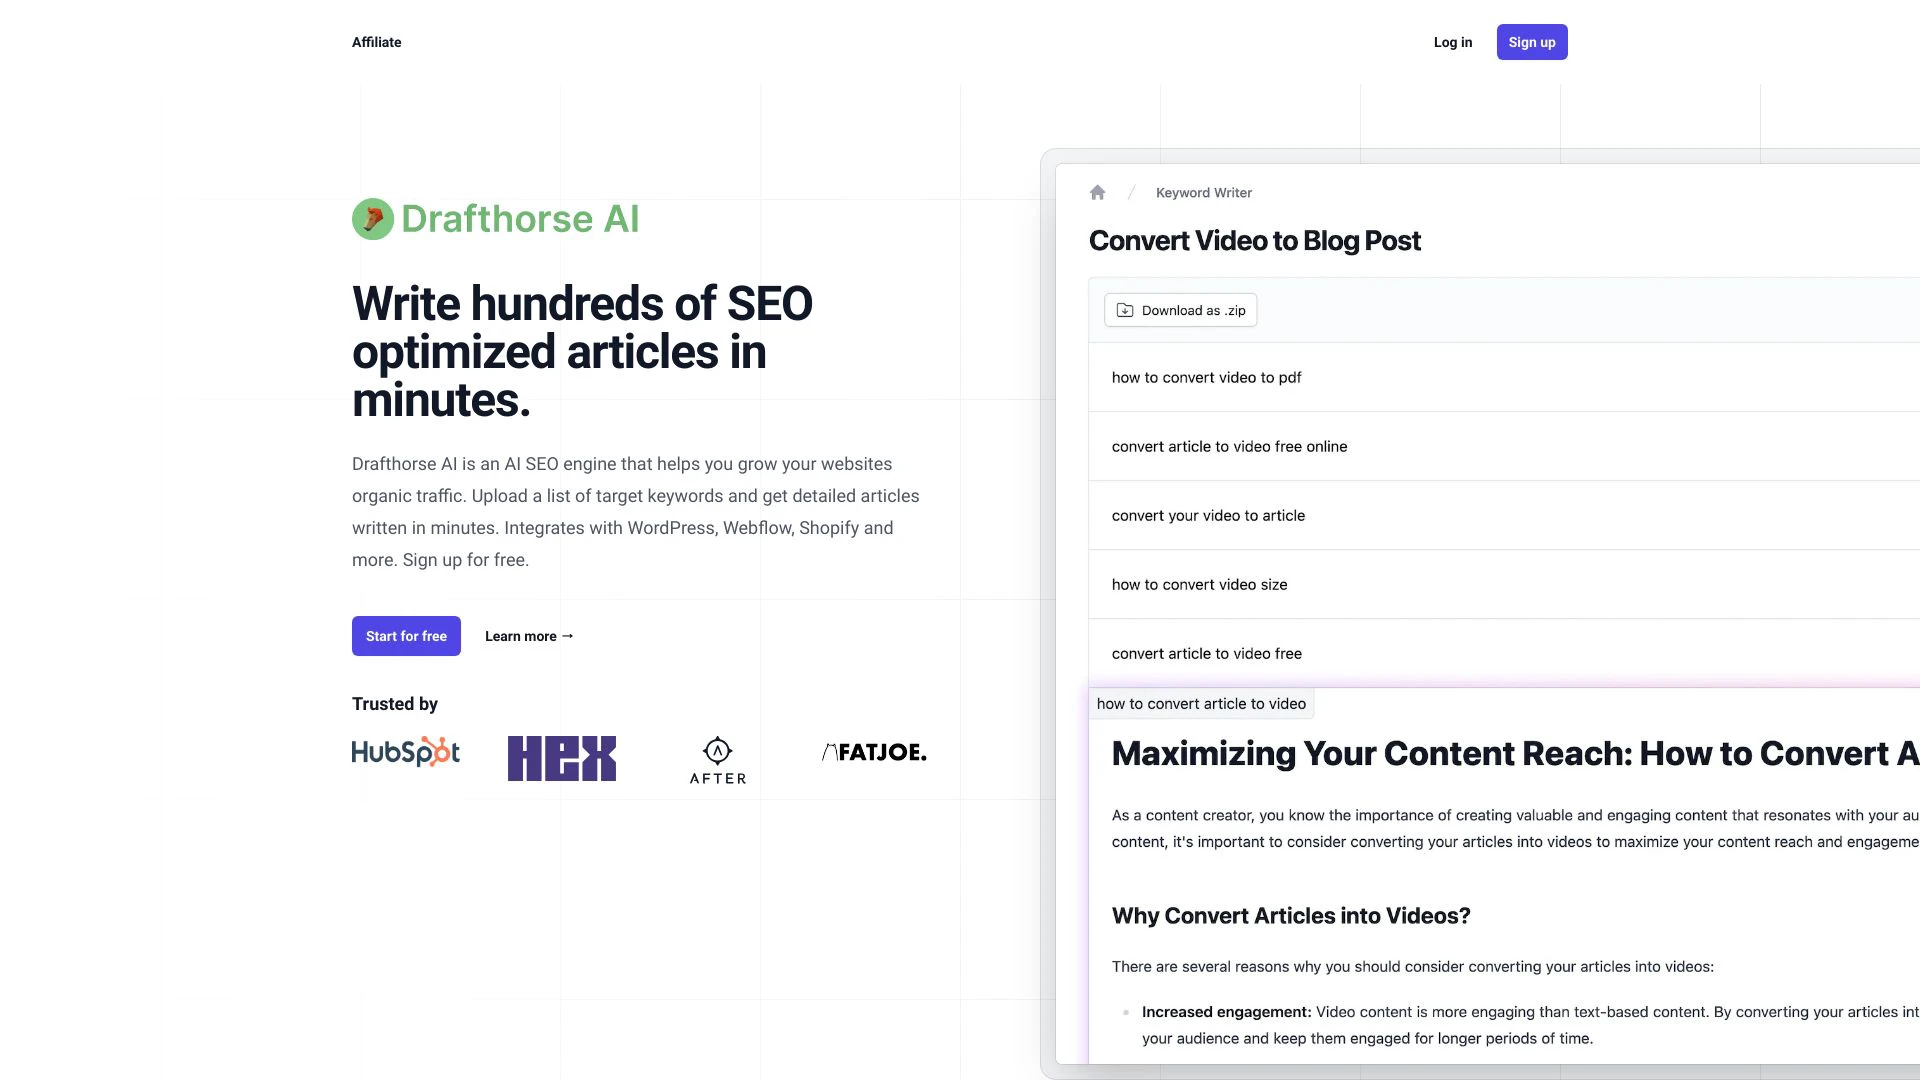 Affiliate
Log in
Sign up
Drafthorse AI
Write hundreds of SEO
optimized articles in
minutes.
Drafthorse AI is an AI SEO engine that helps you grow your websites
organic traffic. Upload a list of target keywords and get detailed articles
written in minutes. Integrates with WordPress, Webflow, Shopify and
more. Sign up for free.
Start for free
Learn more →
Trusted by
HubSpot
HEX
AFTER
FATJOE.
/ Keyword Writer
Convert Video to Blog Post
Download as .zip
how to convert video to pdf
convert article to video free online
convert your video to article
how to convert video size
convert article to video free
how to convert article to video
Maximizing Your Content Reach: How to Convert A
As a content creator, you know the importance of creating valuable and engaging content that resonates with your au
content, it's important to consider converting your articles into videos to maximize your content reach and engageme
Why Convert Articles into Videos?
There are several reasons why you should consider converting your articles into videos:
• Increased engagement: Video content is more engaging than text-based content. By converting your articles int
your audience and keep them engaged for longer periods of time.